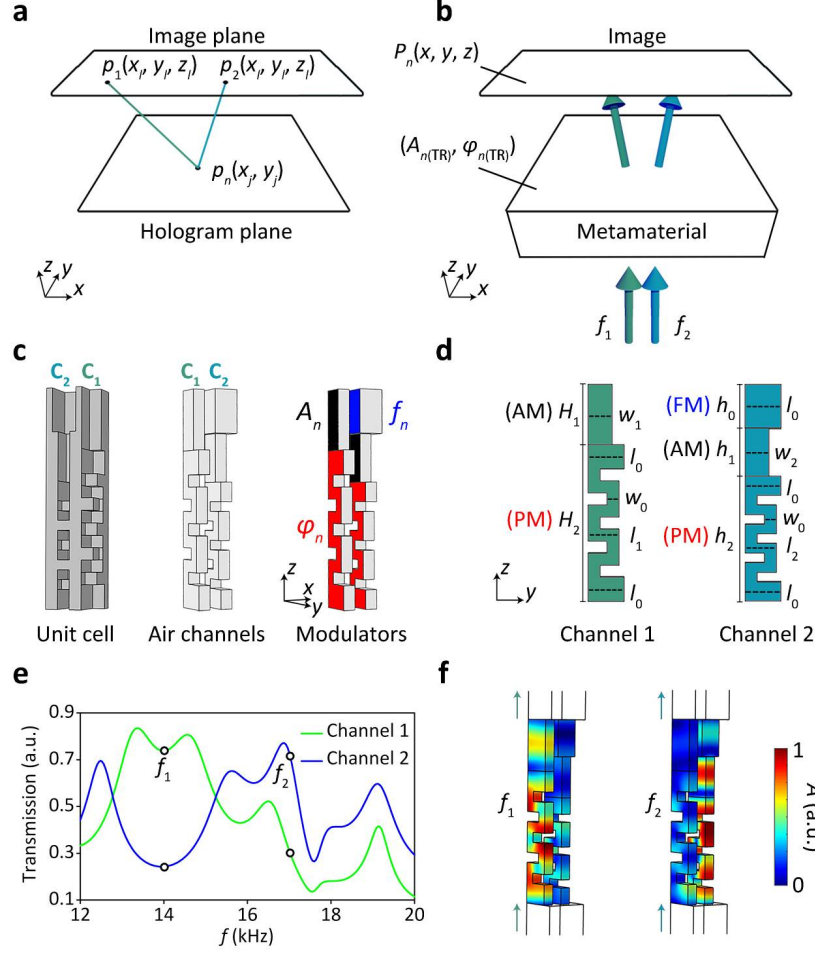 a
Image plane
p₁(xₗ, yₗ, zₗ) p₂(xₗ, yₗ, zₗ)
pₙ(xⱼ, yⱼ)
Hologram plane
z y x
b
Image
Pₙ(x, y, z)
(Aₙ(TR), φₙ(TR))
Metamaterial
z y x
f₁ f₂
c
C₂ C₁
C₁ C₂
Aₙ fₙ
φₙ
z x y
Unit cell Air channels Modulators
d
(AM) H₁ w₁
l₀
w₀
(PM) H₂ l₁
l₀
(FM) h₀ l₀
(AM) h₁ w₂
l₀
w₀
(PM) h₂ l₂
l₀
z y
Channel 1 Channel 2
e
0.9
0.7
0.5
0.3
0.1
Transmission (a.u.)
Channel 1
Channel 2
f₁ f₂
12 14 16 18 20
f (kHz)
f
f₁ f₂
1
0
A (a.u.)